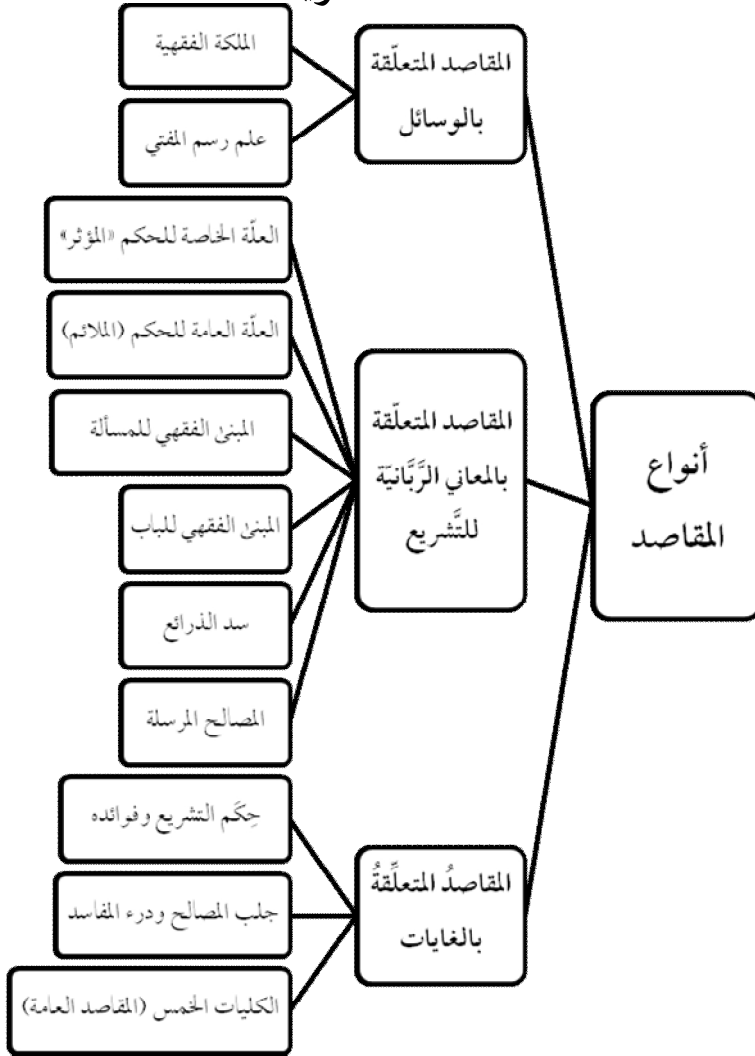 أنواع
المقاصد
المقاصد المتعلّقة
بالوسائل
الملكة الفقهية
علم رسم المفتي
المقاصد المتعلّقة
بالمعاني الرَّبَّانيّة
للتَّشريع
العلّة الخاصة للحكم «المؤثر»
العلّة العامة للحكم (الملائم)
المبنى الفقهي للمسألة
المبنى الفقهي للباب
سد الذرائع
المصالح المرسلة
المقاصدُ المتعلِّقةُ
بالغايات
حِكَم التشريع وفوائده
جلب المصالح ودرء المفاسد
الكليات الخمس (المقاصد العامة)